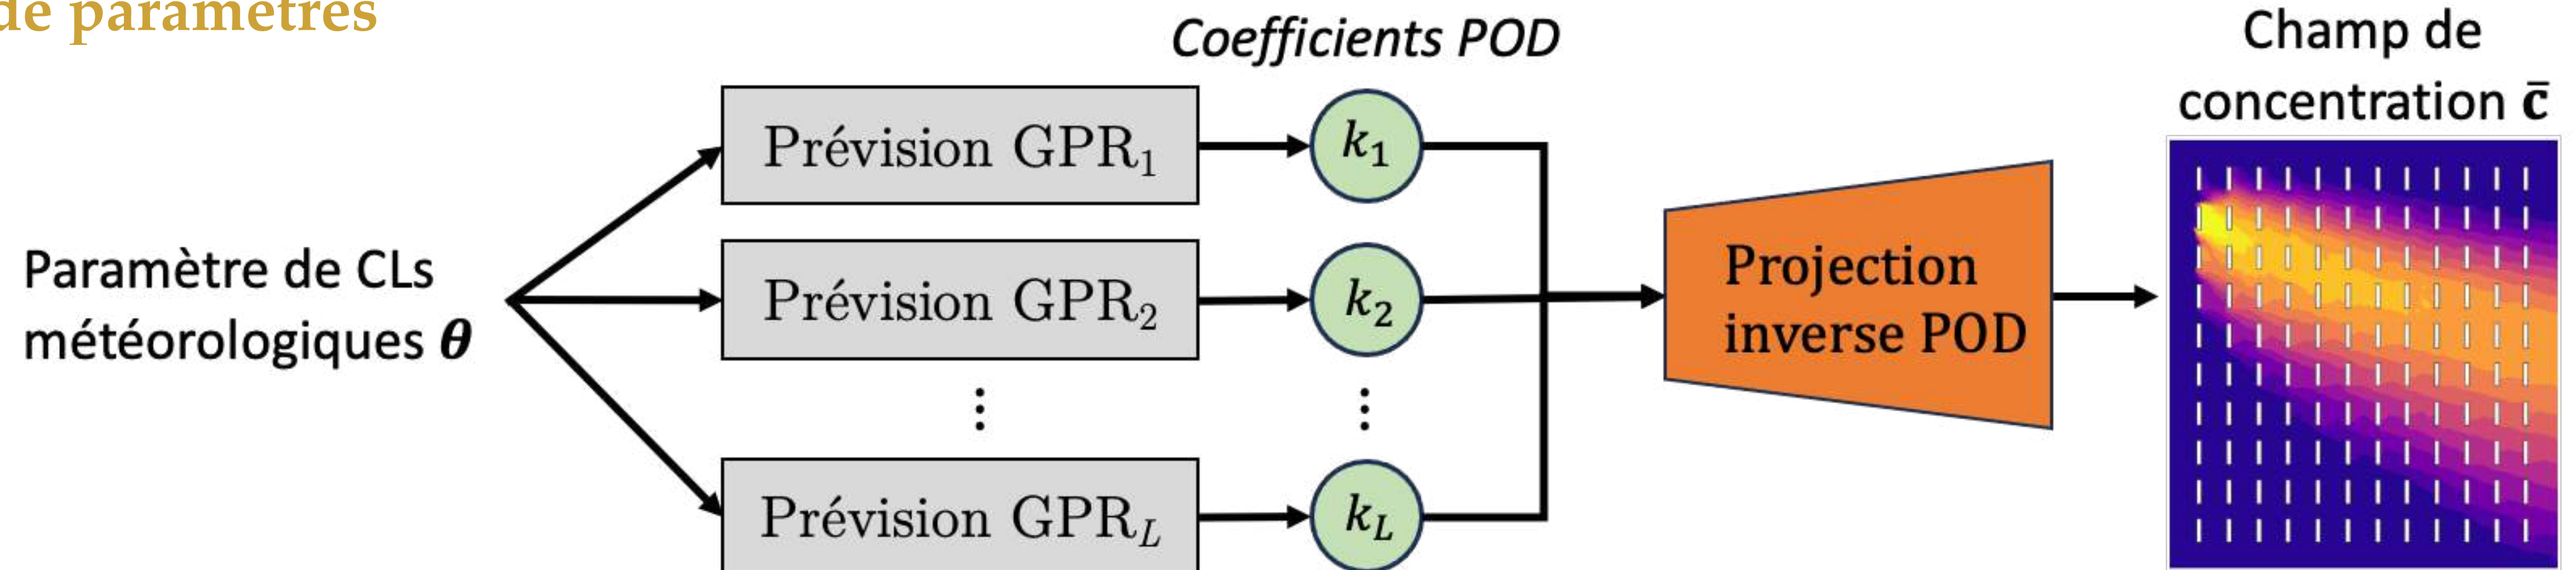 de paramètres
Coefficients POD
Champ de
concentration c̄
Prévision GPR₁
k₁
Paramètre de CLs
météorologiques θ
Prévision GPR₂
k₂
Projection
inverse POD
⋮ ⋮
Prévision GPR_L
k_L